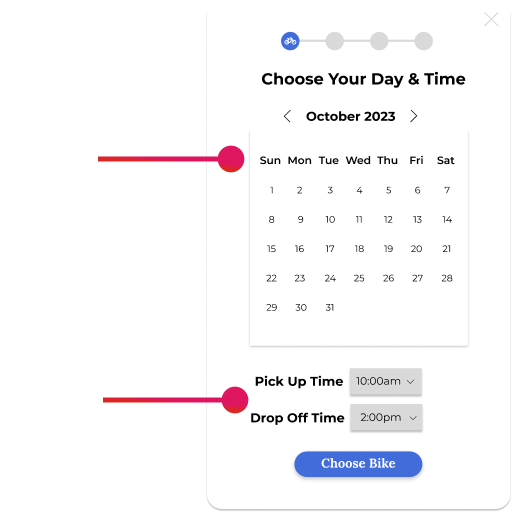 Choose Your Day & Time
October 2023
Sun Mon Tue Wed Thu Fri Sat
1 2 3 4 5 6 7
8 9 10 11 12 13 14
15 16 17 18 19 20 21
22 23 24 25 26 27 28
29 30 31
Pick Up Time 10:00am
Drop Off Time 2:00pm
Choose Bike